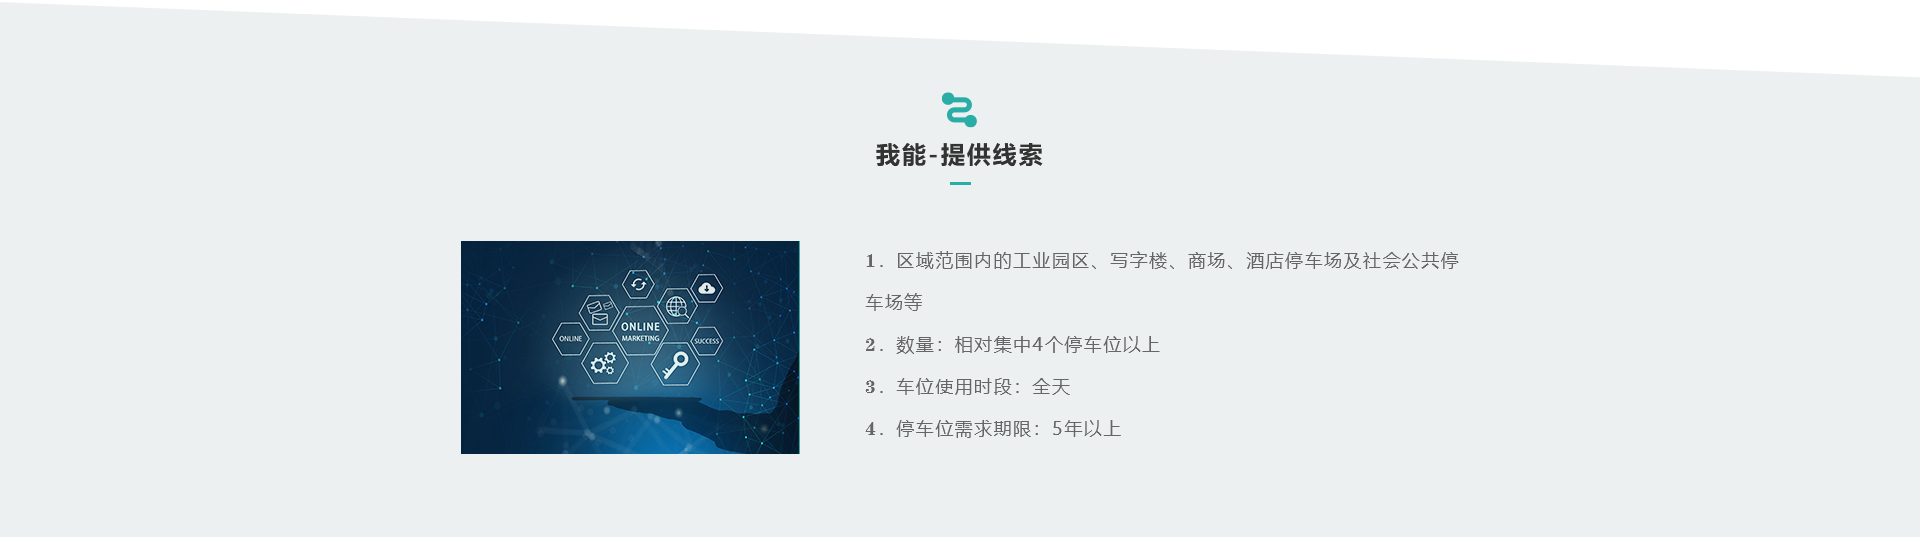 我能-提供线索
ONLINE
MARKETING
ONLINE
SUCCESS
1. 区域范围内的工业园区、写字楼、商场、酒店停车场及社会公共停
车场等
2. 数量：相对集中4个停车位以上
3. 车位使用时段：全天
4. 停车位需求期限：5年以上